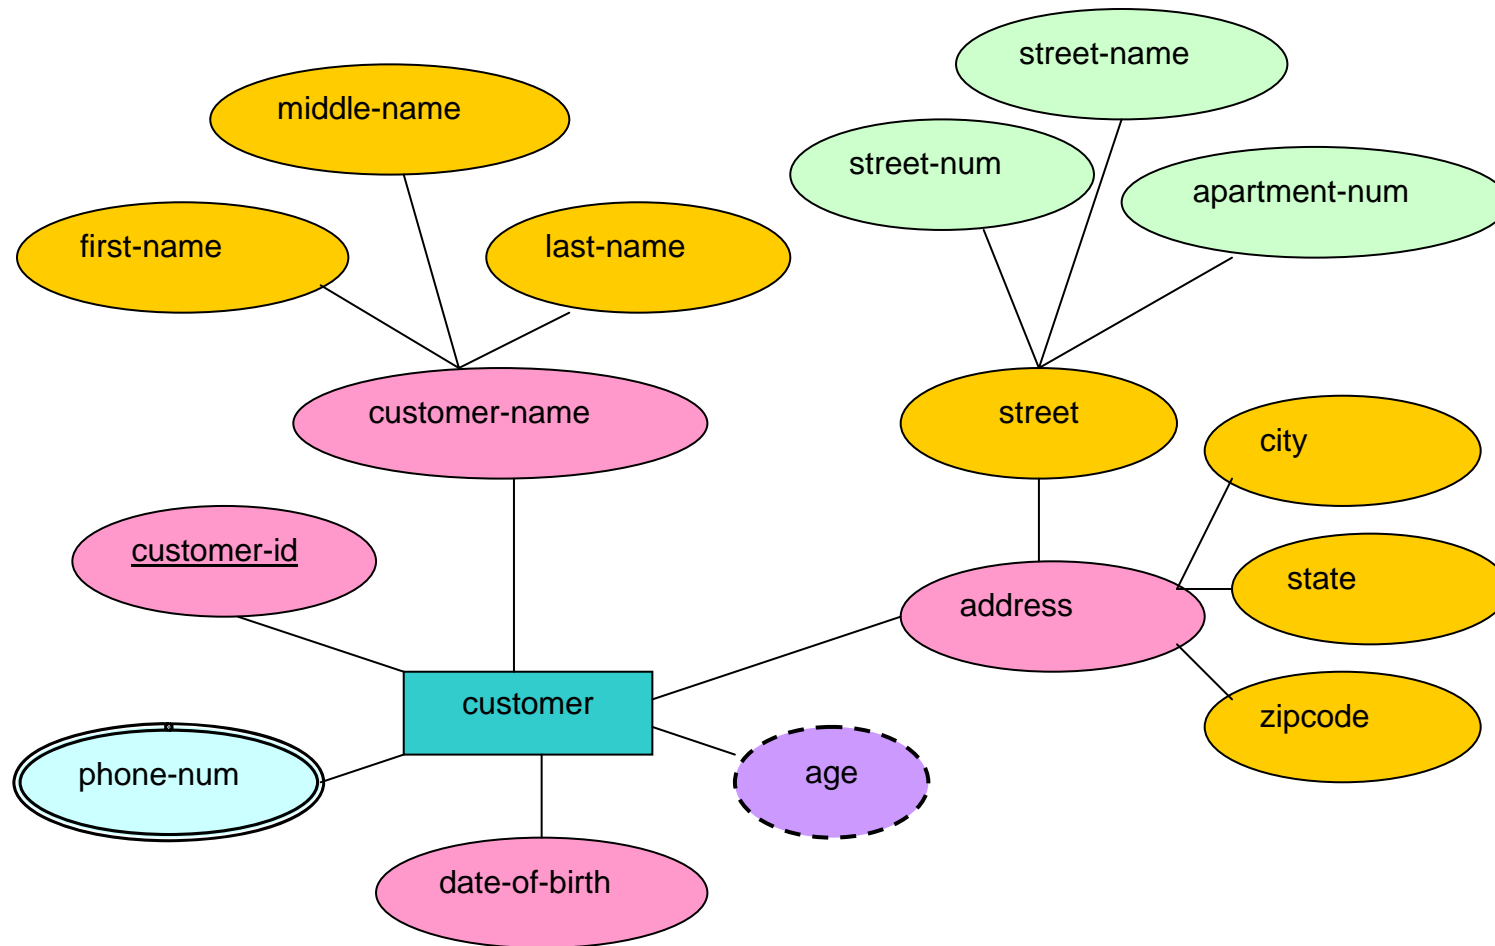 street-name
middle-name
street-num
apartment-num
first-name
last-name
customer-name
street
city
customer-id
state
address
customer
zipcode
phone-num
age
date-of-birth